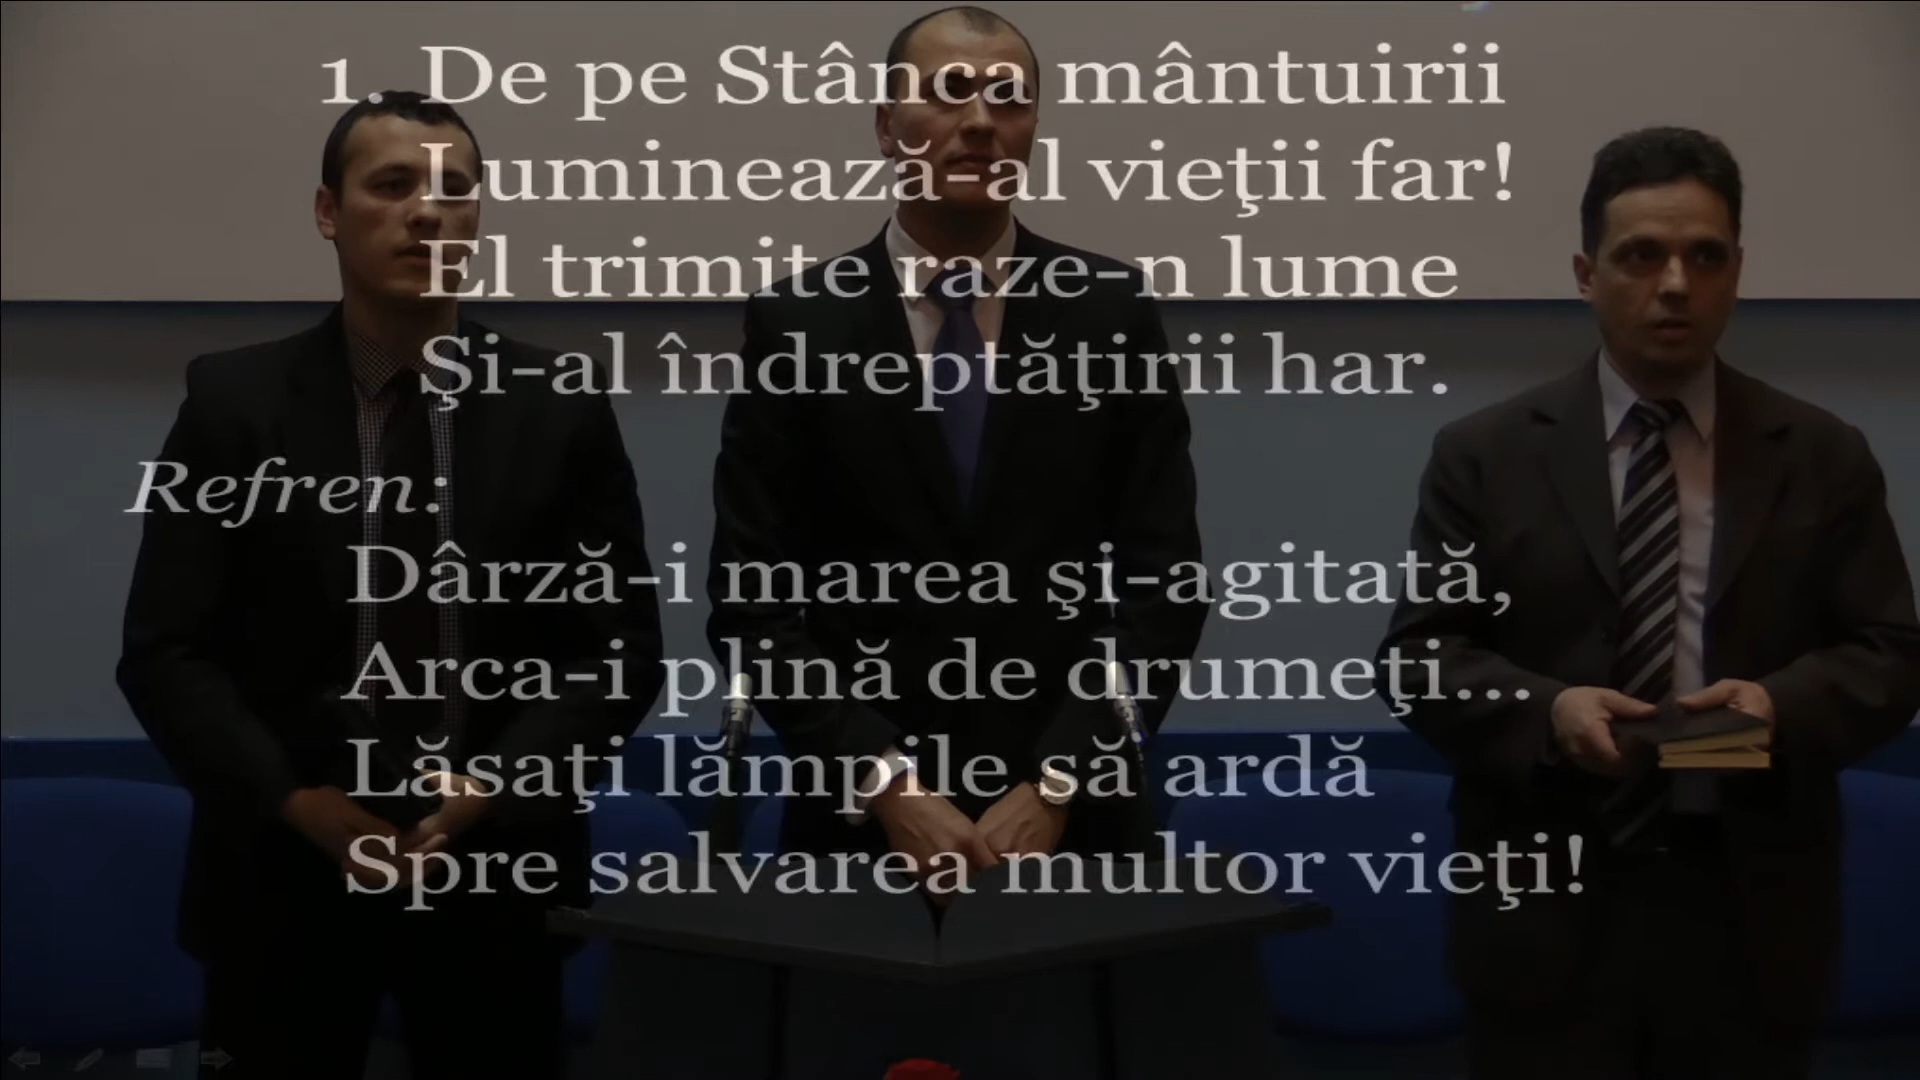 1. De pe Stânca mântuirii
Luminează-al vieţii far!
El trimite raze-n lume
Şi-al îndreptăţirii har.
Refren:
Dârză-i marea şi-agitată,
Arca-i plină de drumeţi...
Lăsaţi lămpile să ardă
Spre salvarea multor vieţi!